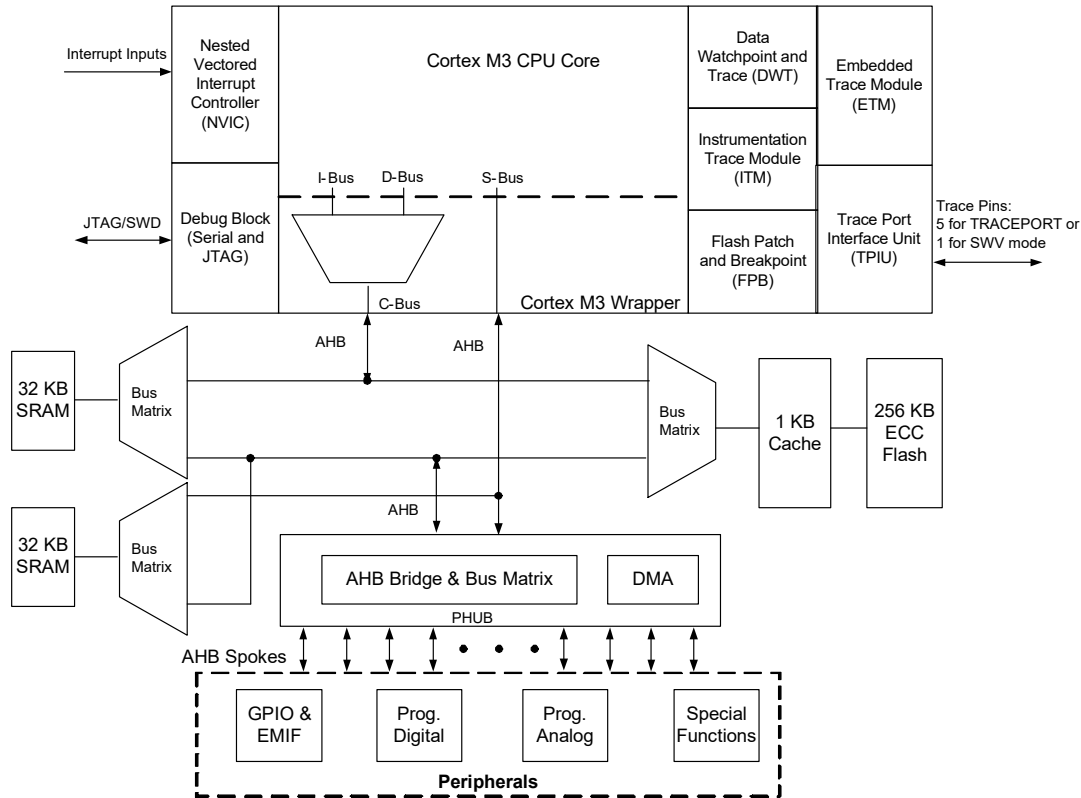 Interrupt Inputs
Nested
Vectored
Interrupt
Controller
(NVIC)
Cortex M3 CPU Core
Data
Watchpoint and
Trace (DWT)
Embedded
Trace Module
(ETM)
Instrumentation
Trace Module
(ITM)
I-Bus
D-Bus
S-Bus
JTAG/SWD
Debug Block
(Serial and
JTAG)
Flash Patch
and Breakpoint
(FPB)
Trace Port
Interface Unit
(TPIU)
Trace Pins:
5 for TRACEPORT or
1 for SWV mode
C-Bus
Cortex M3 Wrapper
AHB
AHB
32 KB
SRAM
Bus
Matrix
Bus
Matrix
1 KB
Cache
256 KB
ECC
Flash
AHB
32 KB
SRAM
Bus
Matrix
AHB Bridge & Bus Matrix
DMA
PHUB
AHB Spokes
GPIO &
EMIF
Prog.
Digital
Prog.
Analog
Special
Functions
Peripherals